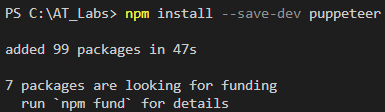 PS C:\AT_Labs> npm install --save-dev puppeteer
added 99 packages in 47s
7 packages are looking for funding
  run `npm fund` for details